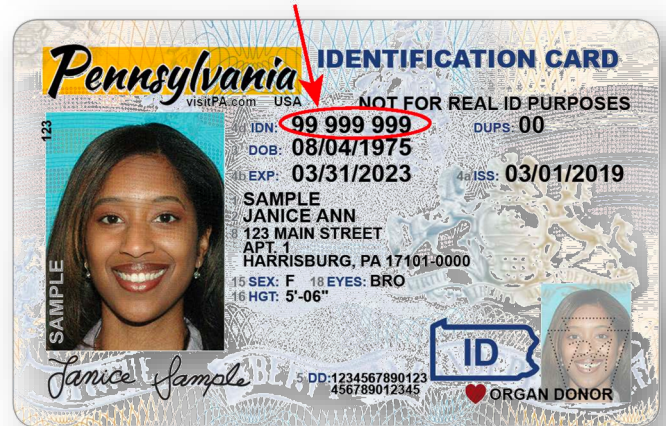 Pennsylvania
visitPA.com USA
IDENTIFICATION CARD
NOT FOR REAL ID PURPOSES
123
4d IDN: 99 999 999 DUPS: 00
DOB: 08/04/1975
4b EXP: 03/31/2023 4a ISS: 03/01/2019
SAMPLE
JANICE ANN
8 123 MAIN STREET
APT. 1
HARRISBURG, PA 17101-0000
15 SEX: F 18 EYES: BRO
16 HGT: 5'-06"
SAMPLE
Janice Sample
5 DD:1234567890123
456789012345
ID
ORGAN DONOR